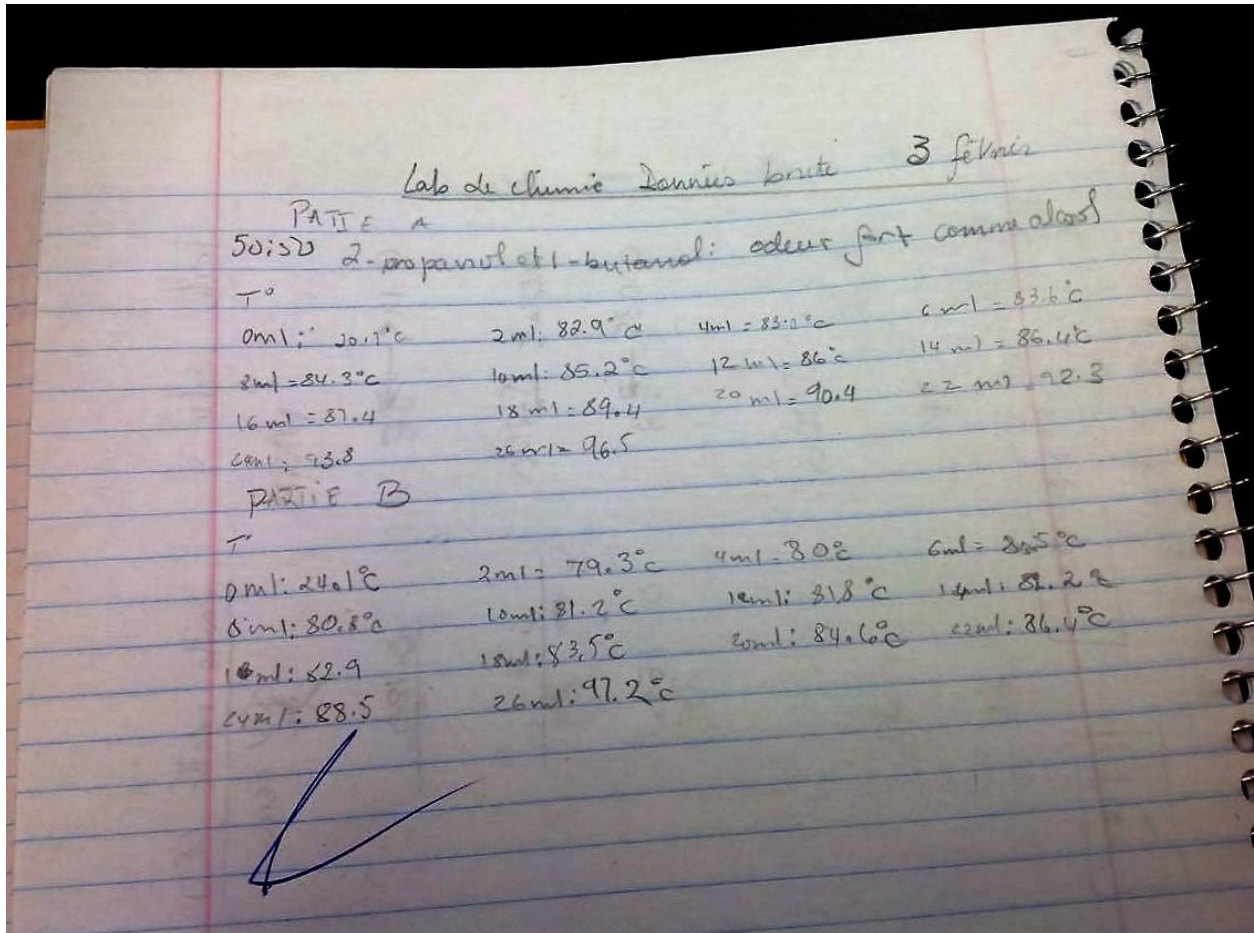 Lab de chimie Données brute 3 février
PATIE A
50:50 2-propanol et 1-butanol: odeur fort comme alcool
T°
0ml: 20.1°C 2ml: 82.9°C 4ml = 83.1°C 6ml = 83.6°C
8ml = 84.3°C 10ml: 85.2°C 12ml = 86°C 14ml = 86.4°C
16ml = 87.4 18ml = 89.4 20ml = 90.4 22ml = 92.3
24ml: 93.8 26ml = 96.5
PARTIE B
T°
0ml: 24.1°C 2ml = 79.3°C 4ml = 80°C 6ml = 80.5°C
8ml: 80.8°C 10ml: 81.2°C 12ml: 81.8°C 14ml: 82.2°C
16ml: 82.9 18ml: 83,5°C 20ml: 84.6°C 22ml: 86.4°C
24ml: 88.5 26ml: 97.2°C